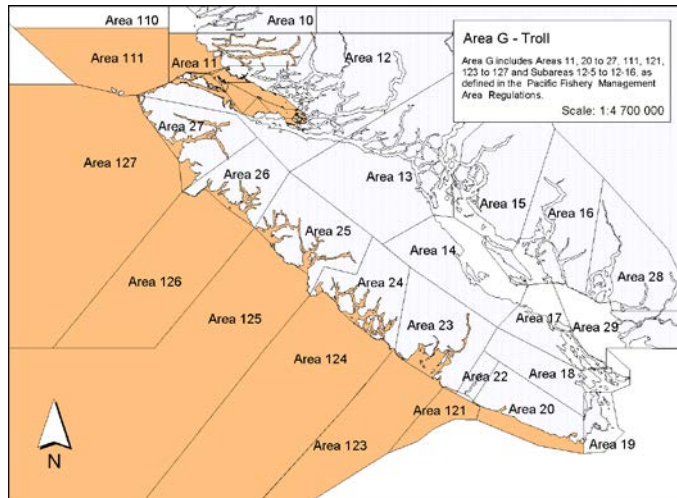 Area 110
Area 10
Area 111
Area 11
Area 12
Area G - Troll
Area G includes Areas 11, 20 to 27, 111, 121,
123 to 127 and Subareas 12-5 to 12-16, as
defined in the Pacific Fishery Management
Area Regulations.
Scale: 1:4 700 000
Area 27
Area 127
Area 26
Area 13
Area 15
Area 16
Area 25
Area 14
Area 28
Area 126
Area 24
Area 125
Area 23
Area 17
Area 29
Area 124
Area 22
Area 18
Area 121
Area 20
Area 123
Area 19
N